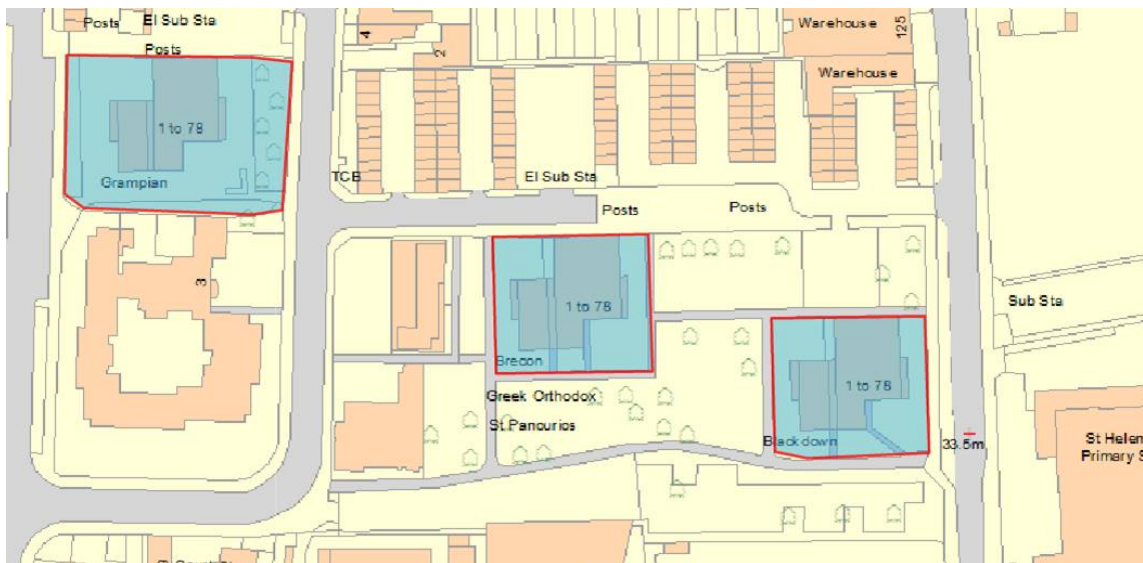 Posts
El Sub Sta
Posts
1 to 78
Grampian
3
4
2
TCB
El Sub Sta
Posts
Posts
Warehouse
125
Warehouse
1 to 78
Brecon
Greek Orthodox
St Panourios
1 to 78
Blackdown
33.5m
Sub Sta
St Helen
Primary S